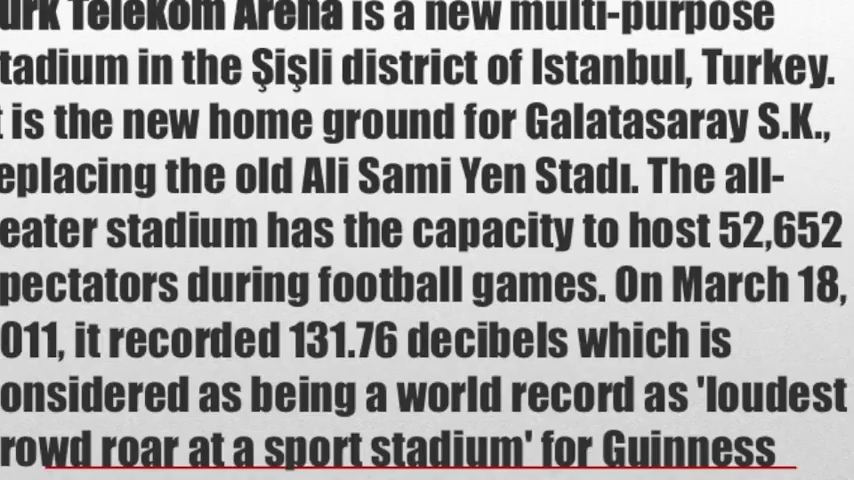 ürk Telekom Arena is a new multi-purpose
tadium in the Şişli district of Istanbul, Turkey.
t is the new home ground for Galatasaray S.K.,
eplacing the old Ali Sami Yen Stadı. The all-
eater stadium has the capacity to host 52,652
pectators during football games. On March 18,
011, it recorded 131.76 decibels which is
onsidered as being a world record as 'loudest
rowd roar at a sport stadium' for Guinness